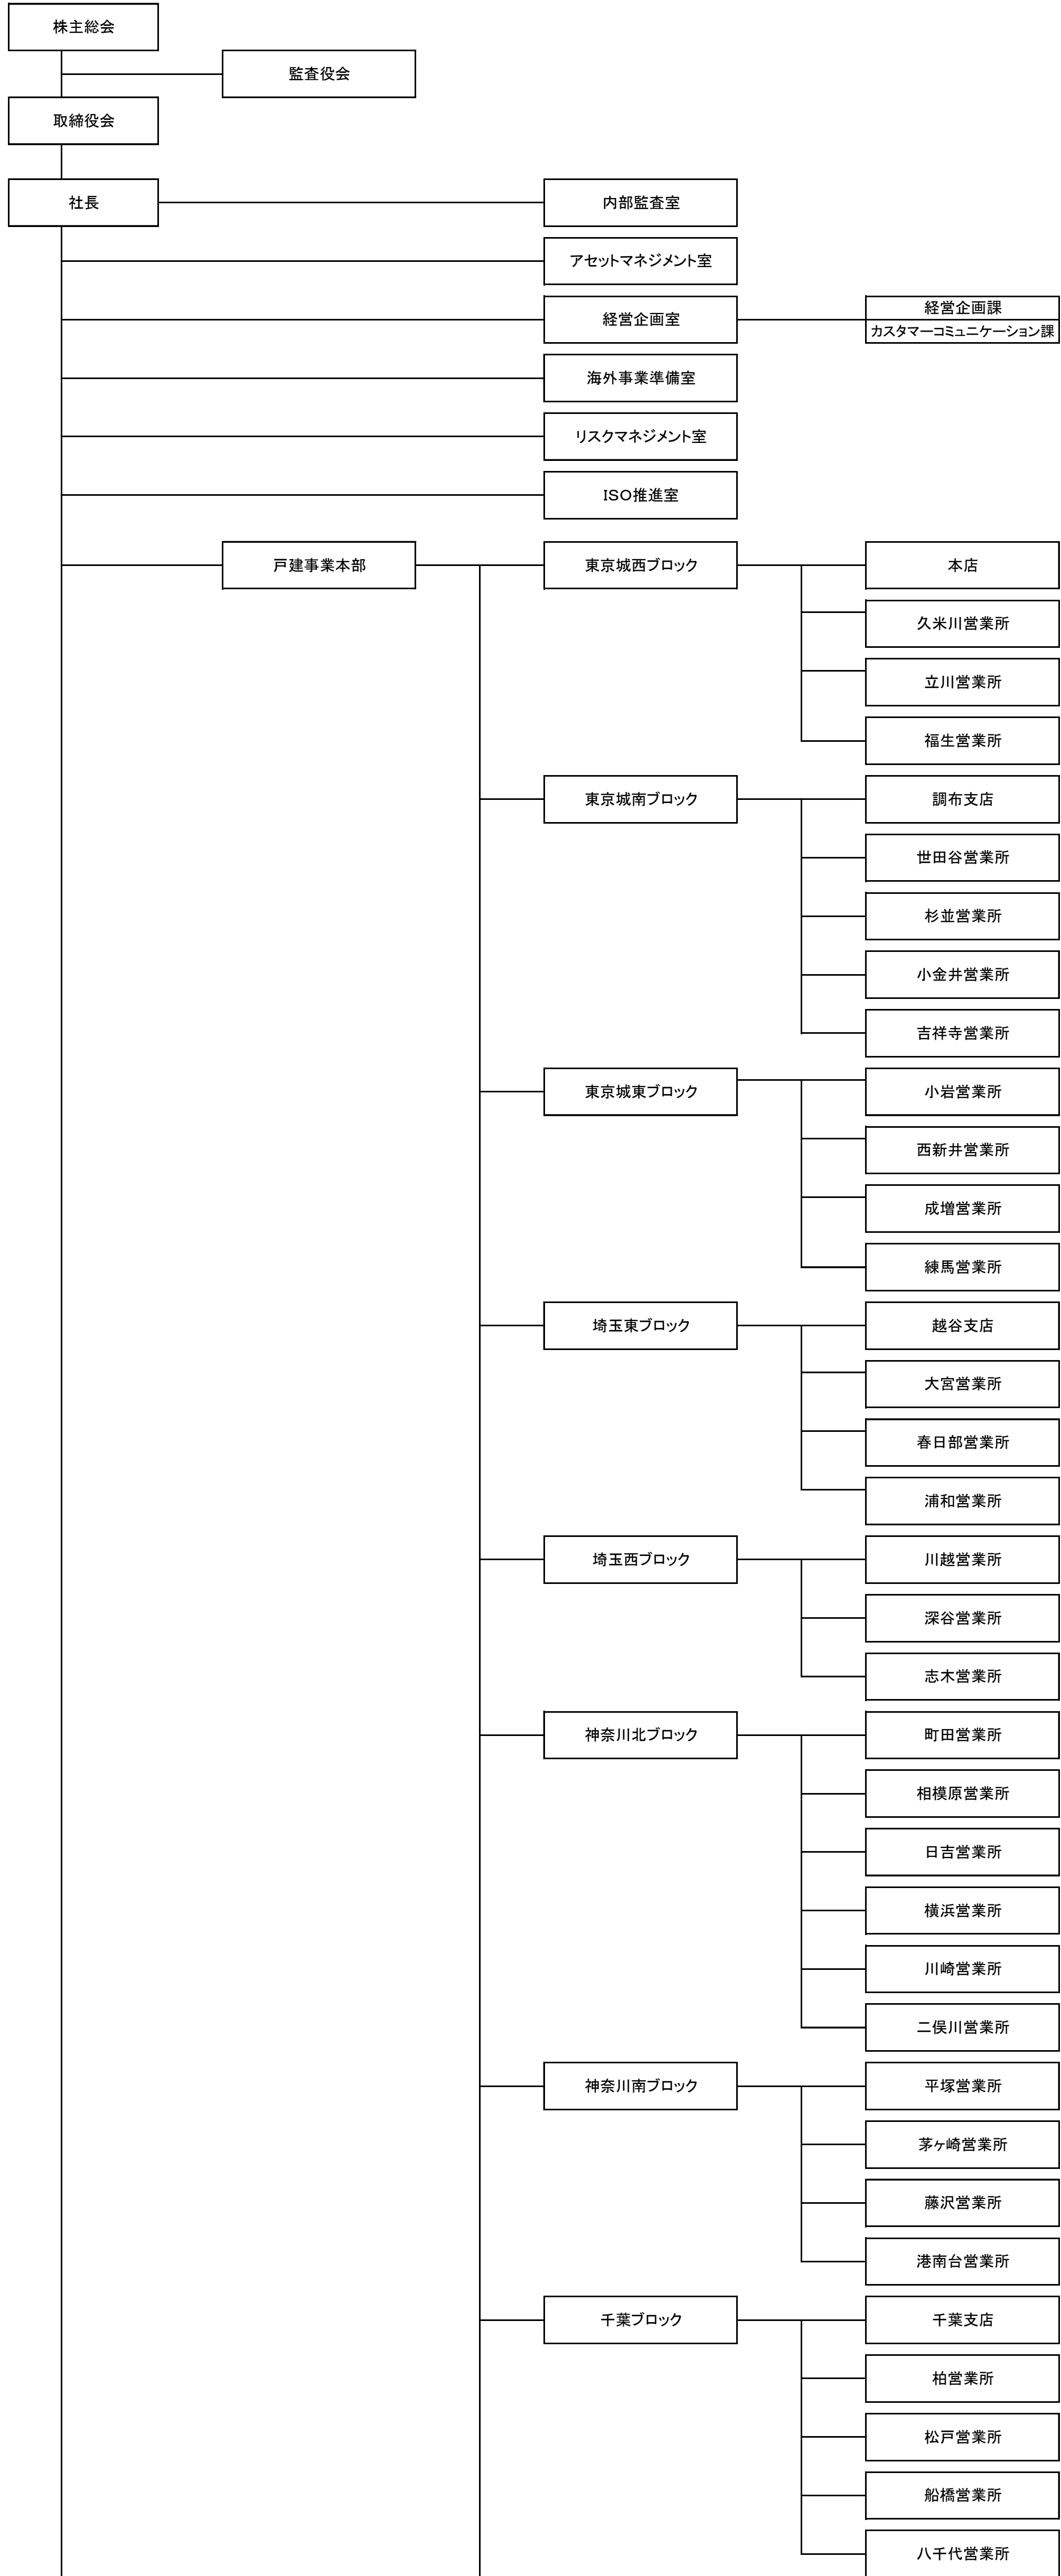 株主総会
監査役会
取締役会
社長
内部監査室
アセットマネジメント室
経営企画室
経営企画課
カスタマーコミュニケーション課
海外事業準備室
リスクマネジメント室
ISO推進室
戸建事業本部
東京城西ブロック
本店
久米川営業所
立川営業所
福生営業所
東京城南ブロック
調布支店
世田谷営業所
杉並営業所
小金井営業所
吉祥寺営業所
東京城東ブロック
小岩営業所
西新井営業所
成増営業所
練馬営業所
埼玉東ブロック
越谷支店
大宮営業所
春日部営業所
浦和営業所
埼玉西ブロック
川越営業所
深谷営業所
志木営業所
神奈川北ブロック
町田営業所
相模原営業所
日吉営業所
横浜営業所
川崎営業所
二俣川営業所
神奈川南ブロック
平塚営業所
茅ヶ崎営業所
藤沢営業所
港南台営業所
千葉ブロック
千葉支店
柏営業所
松戸営業所
船橋営業所
八千代営業所